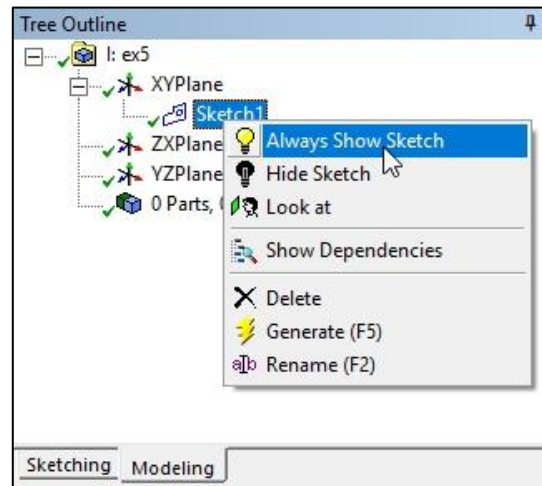 Tree Outline
I: ex5
XYPlane
Sketch1
ZXPlane
YZPlane
0 Parts,
Always Show Sketch
Hide Sketch
Look at
Show Dependencies
Delete
Generate (F5)
Rename (F2)
Sketching Modeling